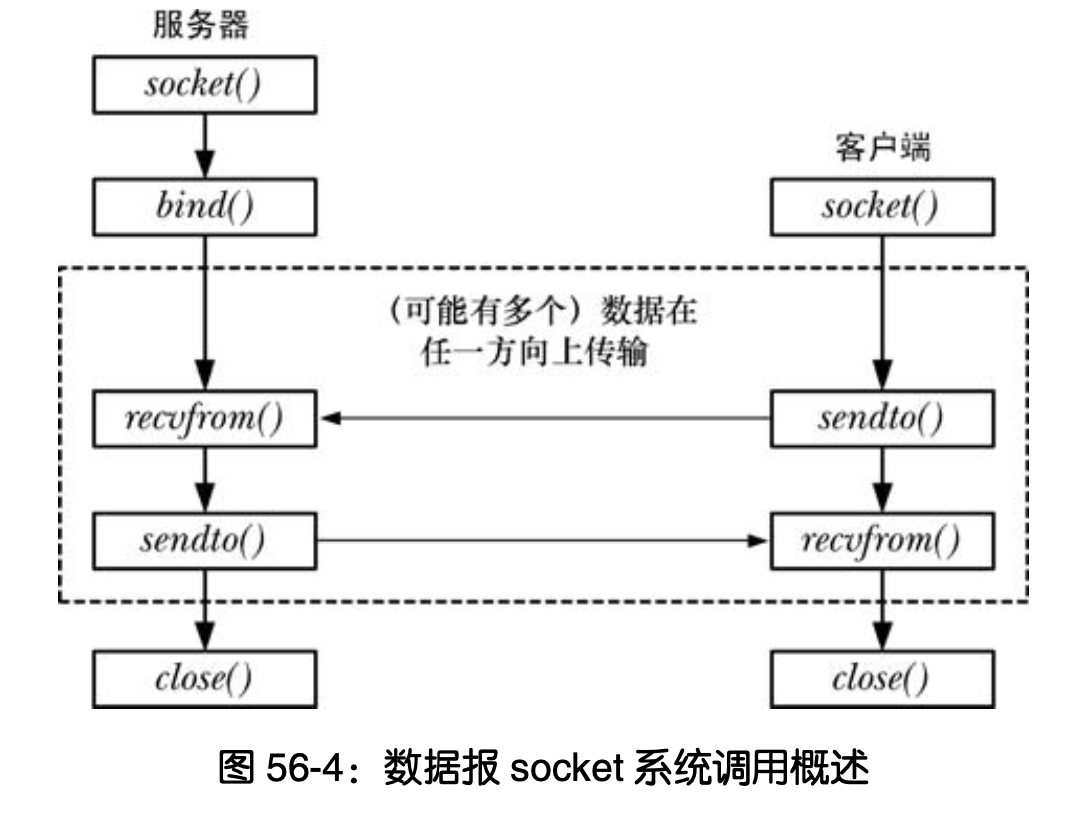 服务器
socket()
客户端
bind()
socket()
（可能有多个）数据在
任一方向上传输
recvfrom()
sendto()
sendto()
recvfrom()
close()
close()
图 56-4：数据报 socket 系统调用概述